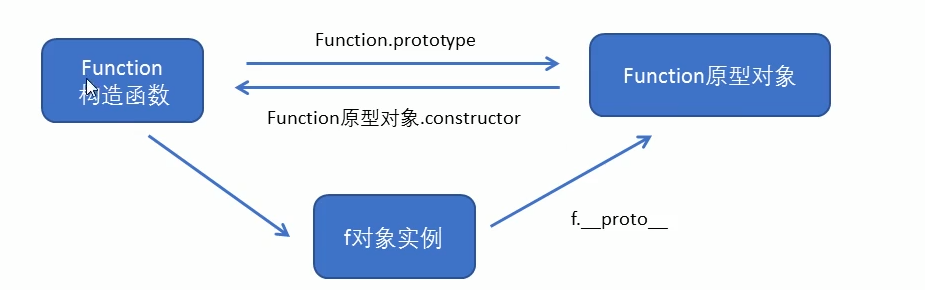 Function.prototype
Function
构造函数
Function原型对象
Function原型对象.constructor
f对象实例
f.__proto__